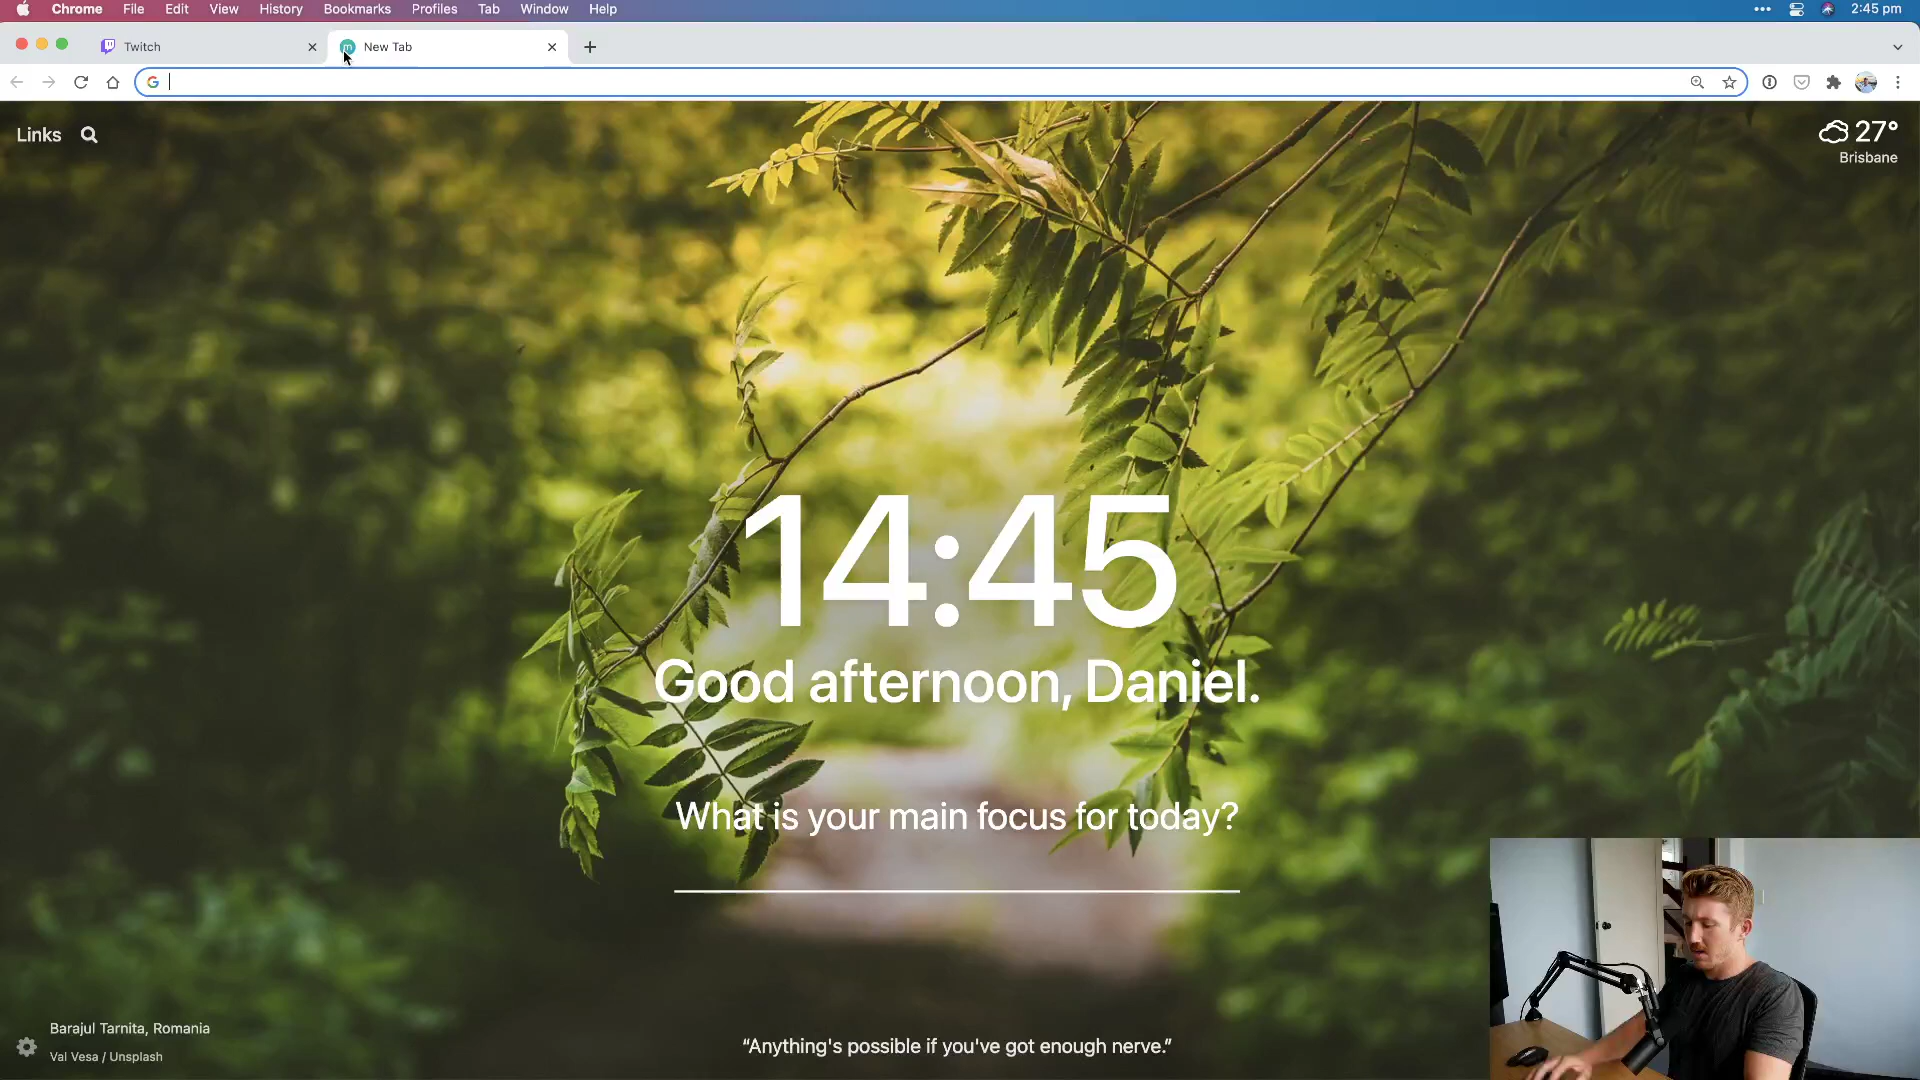 Chrome File Edit View History Bookmarks Profiles Tab Window Help 2:45 pm
Twitch New Tab
Links
27°
Brisbane
14:45
Good afternoon, Daniel.
What is your main focus for today?
Barajul Tarnita, Romania
Val Vesa / Unsplash
“Anything's possible if you've got enough nerve.”